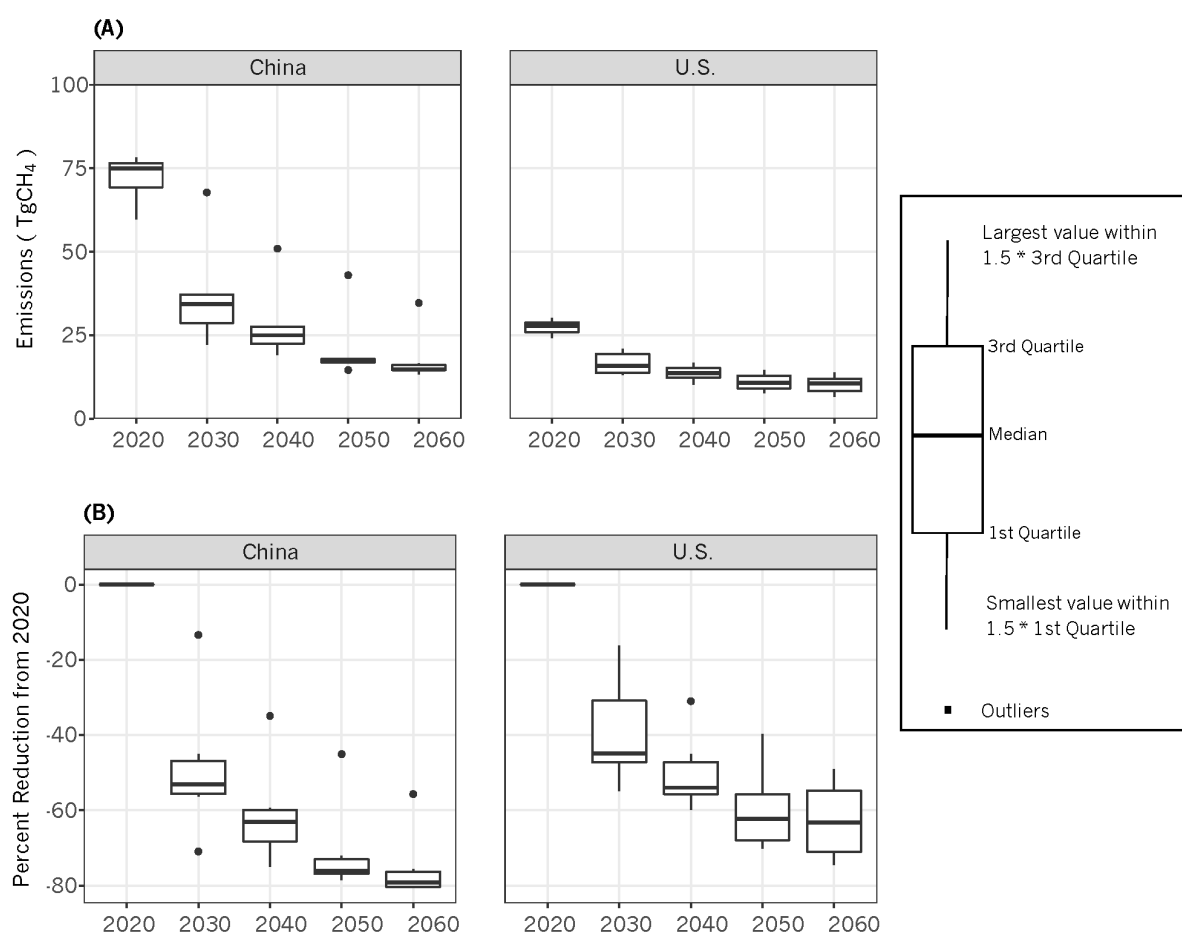 (A)
China
U.S.
Emissions ( TgCH₄ )
100
75
50
25
0
2020 2030 2040 2050 2060
2020 2030 2040 2050 2060
Largest value within
1.5 * 3rd Quartile
3rd Quartile
Median
1st Quartile
Smallest value within
1.5 * 1st Quartile
Outliers
(B)
China
U.S.
Percent Reduction from 2020
0
-20
-40
-60
-80
2020 2030 2040 2050 2060
2020 2030 2040 2050 2060